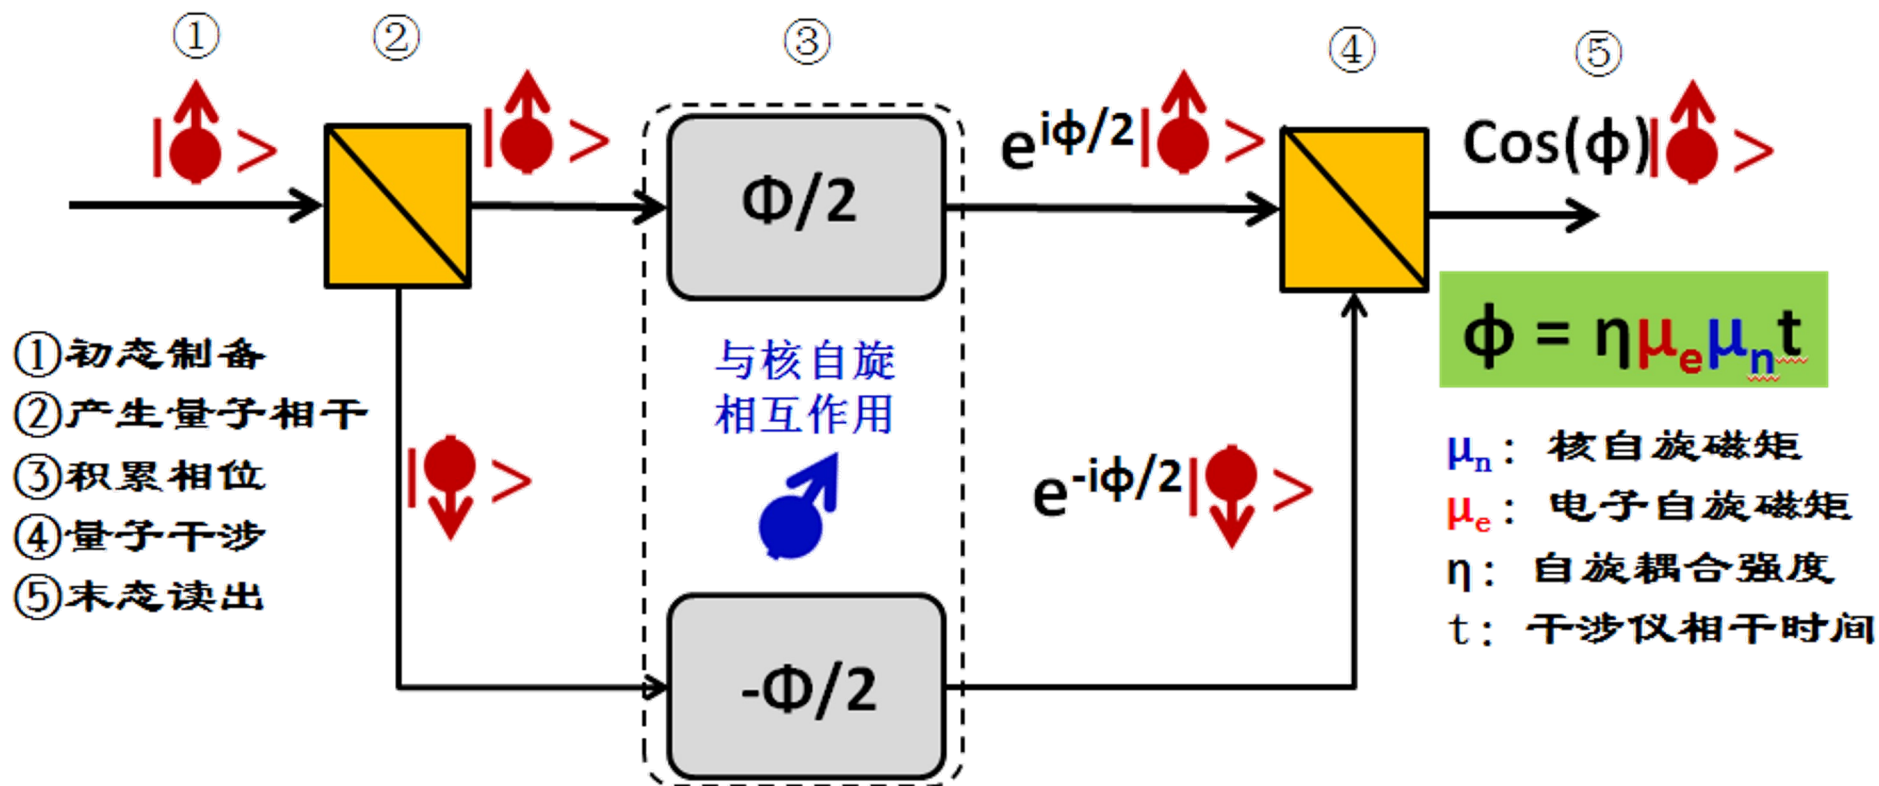 ① ② ③ ④ ⑤
| > | > e^{iφ/2}| > Cos(φ)| >
Φ/2
φ = ημ_eμ_nt
①初态制备
②产生量子相干
③积累相位
④量子干涉
⑤末态读出
| >
与核自旋
相互作用
e^{-iφ/2}| >
μ_n: 核自旋磁矩
μ_e: 电子自旋磁矩
η: 自旋耦合强度
t: 干涉仪相干时间
-Φ/2